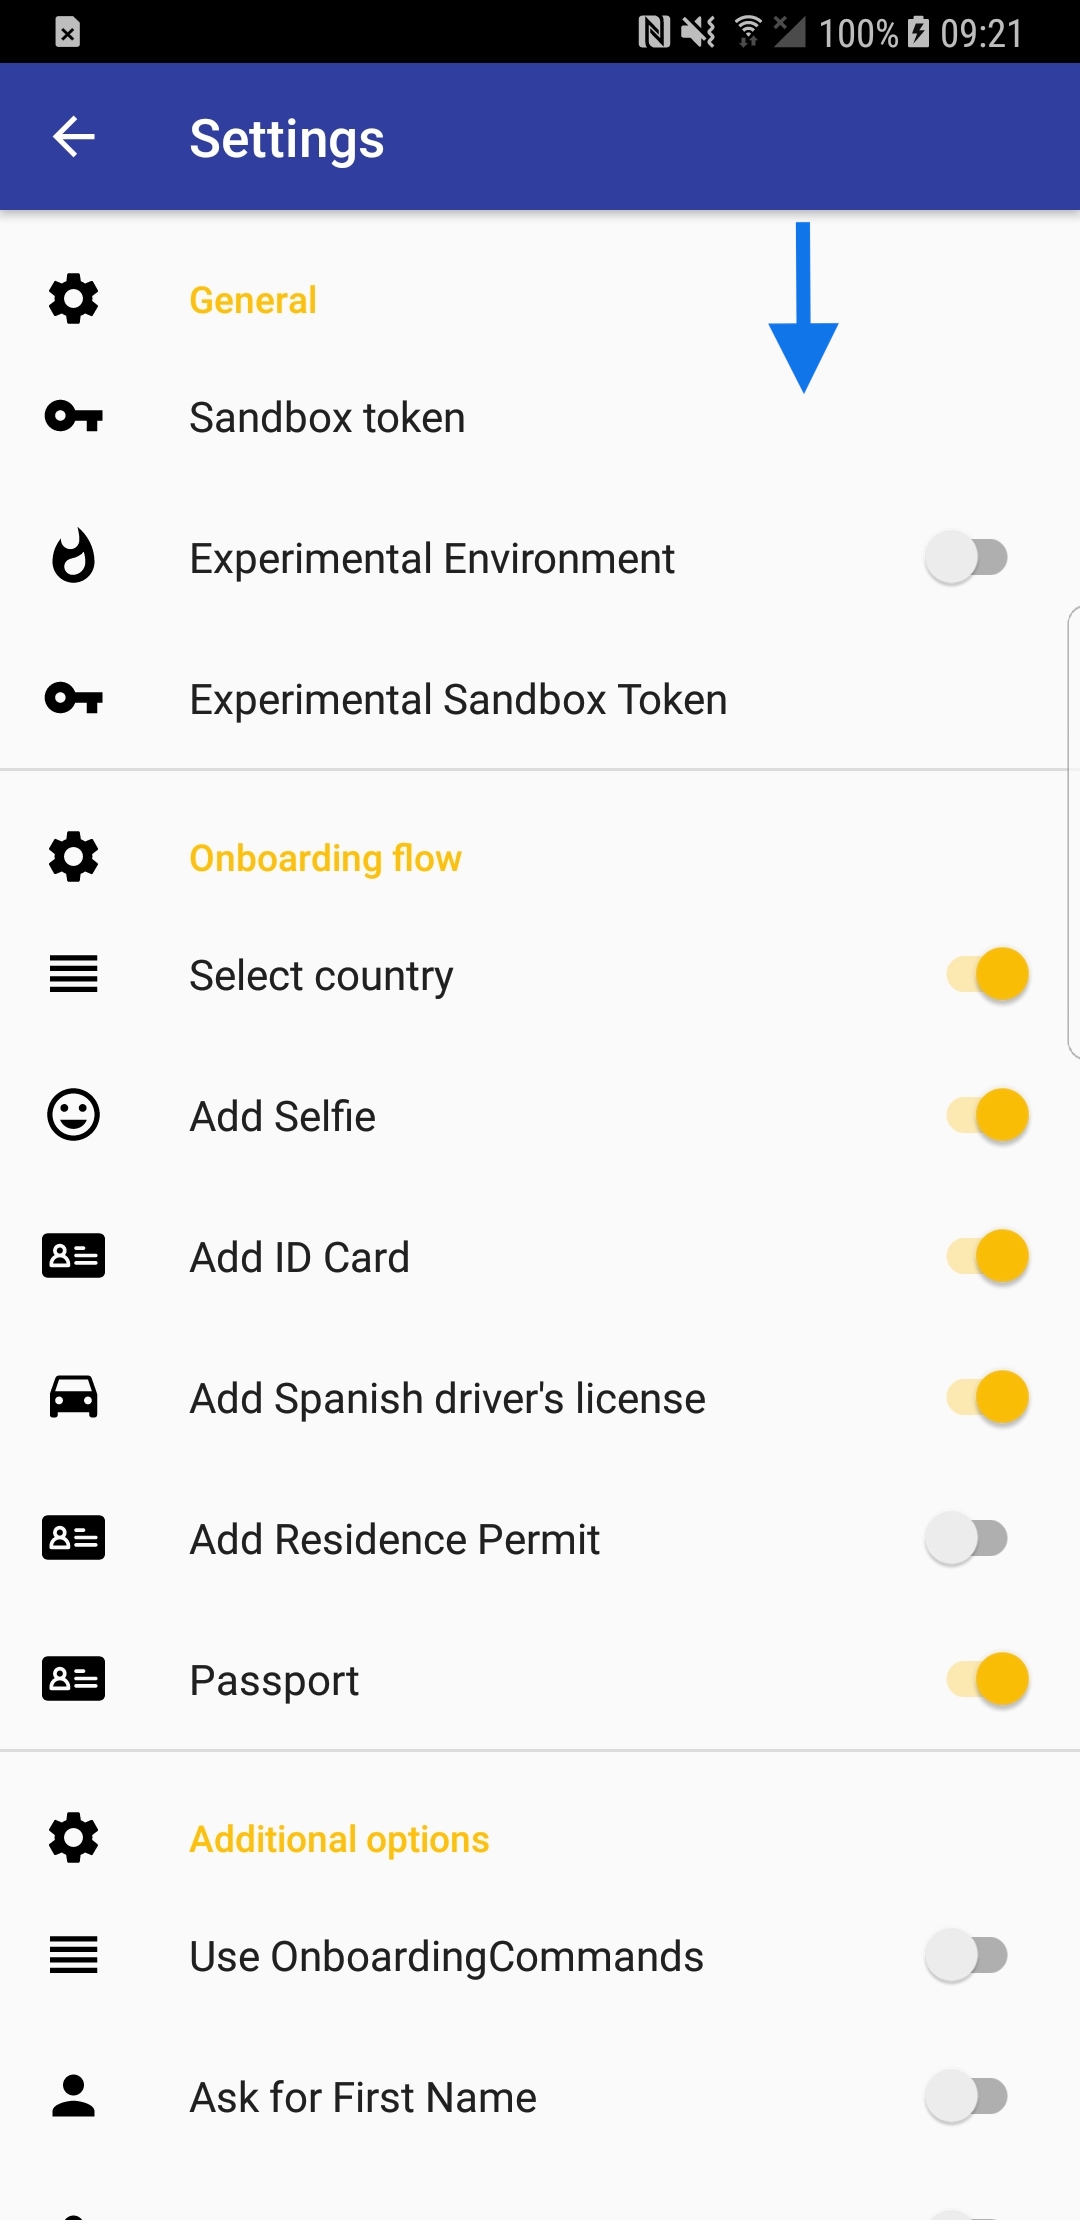 100% 09:21
Settings
General
Sandbox token
Experimental Environment
Experimental Sandbox Token
Onboarding flow
Select country
Add Selfie
Add ID Card
Add Spanish driver's license
Add Residence Permit
Passport
Additional options
Use OnboardingCommands
Ask for First Name